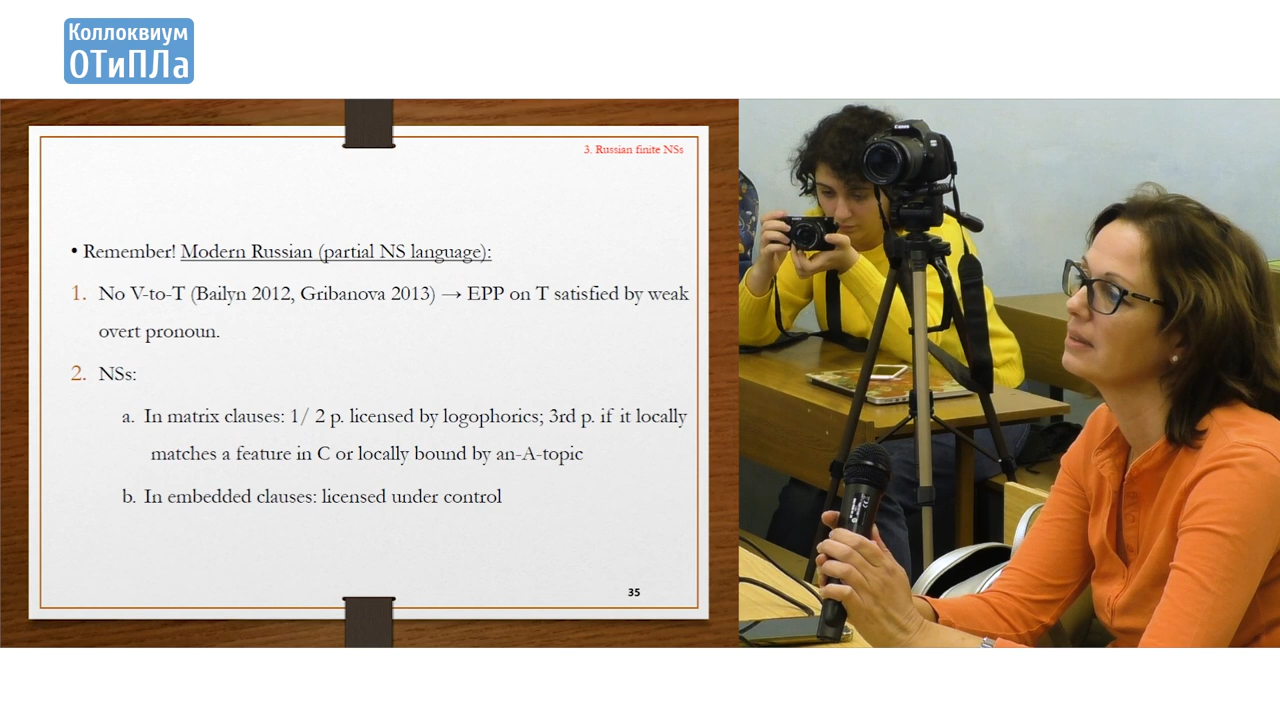 Коллоквиум
ОТиПЛа
3. Russian finite NSs
• Remember! Modern Russian (partial NS language):
1. No V-to-T (Bailyn 2012, Gribanova 2013) → EPP on T satisfied by weak
overt pronoun.
2. NSs:
a. In matrix clauses: 1/ 2 p. licensed by logophorics; 3rd p. if it locally
matches a feature in C or locally bound by an-A-topic
b. In embedded clauses: licensed under control
35
Canon